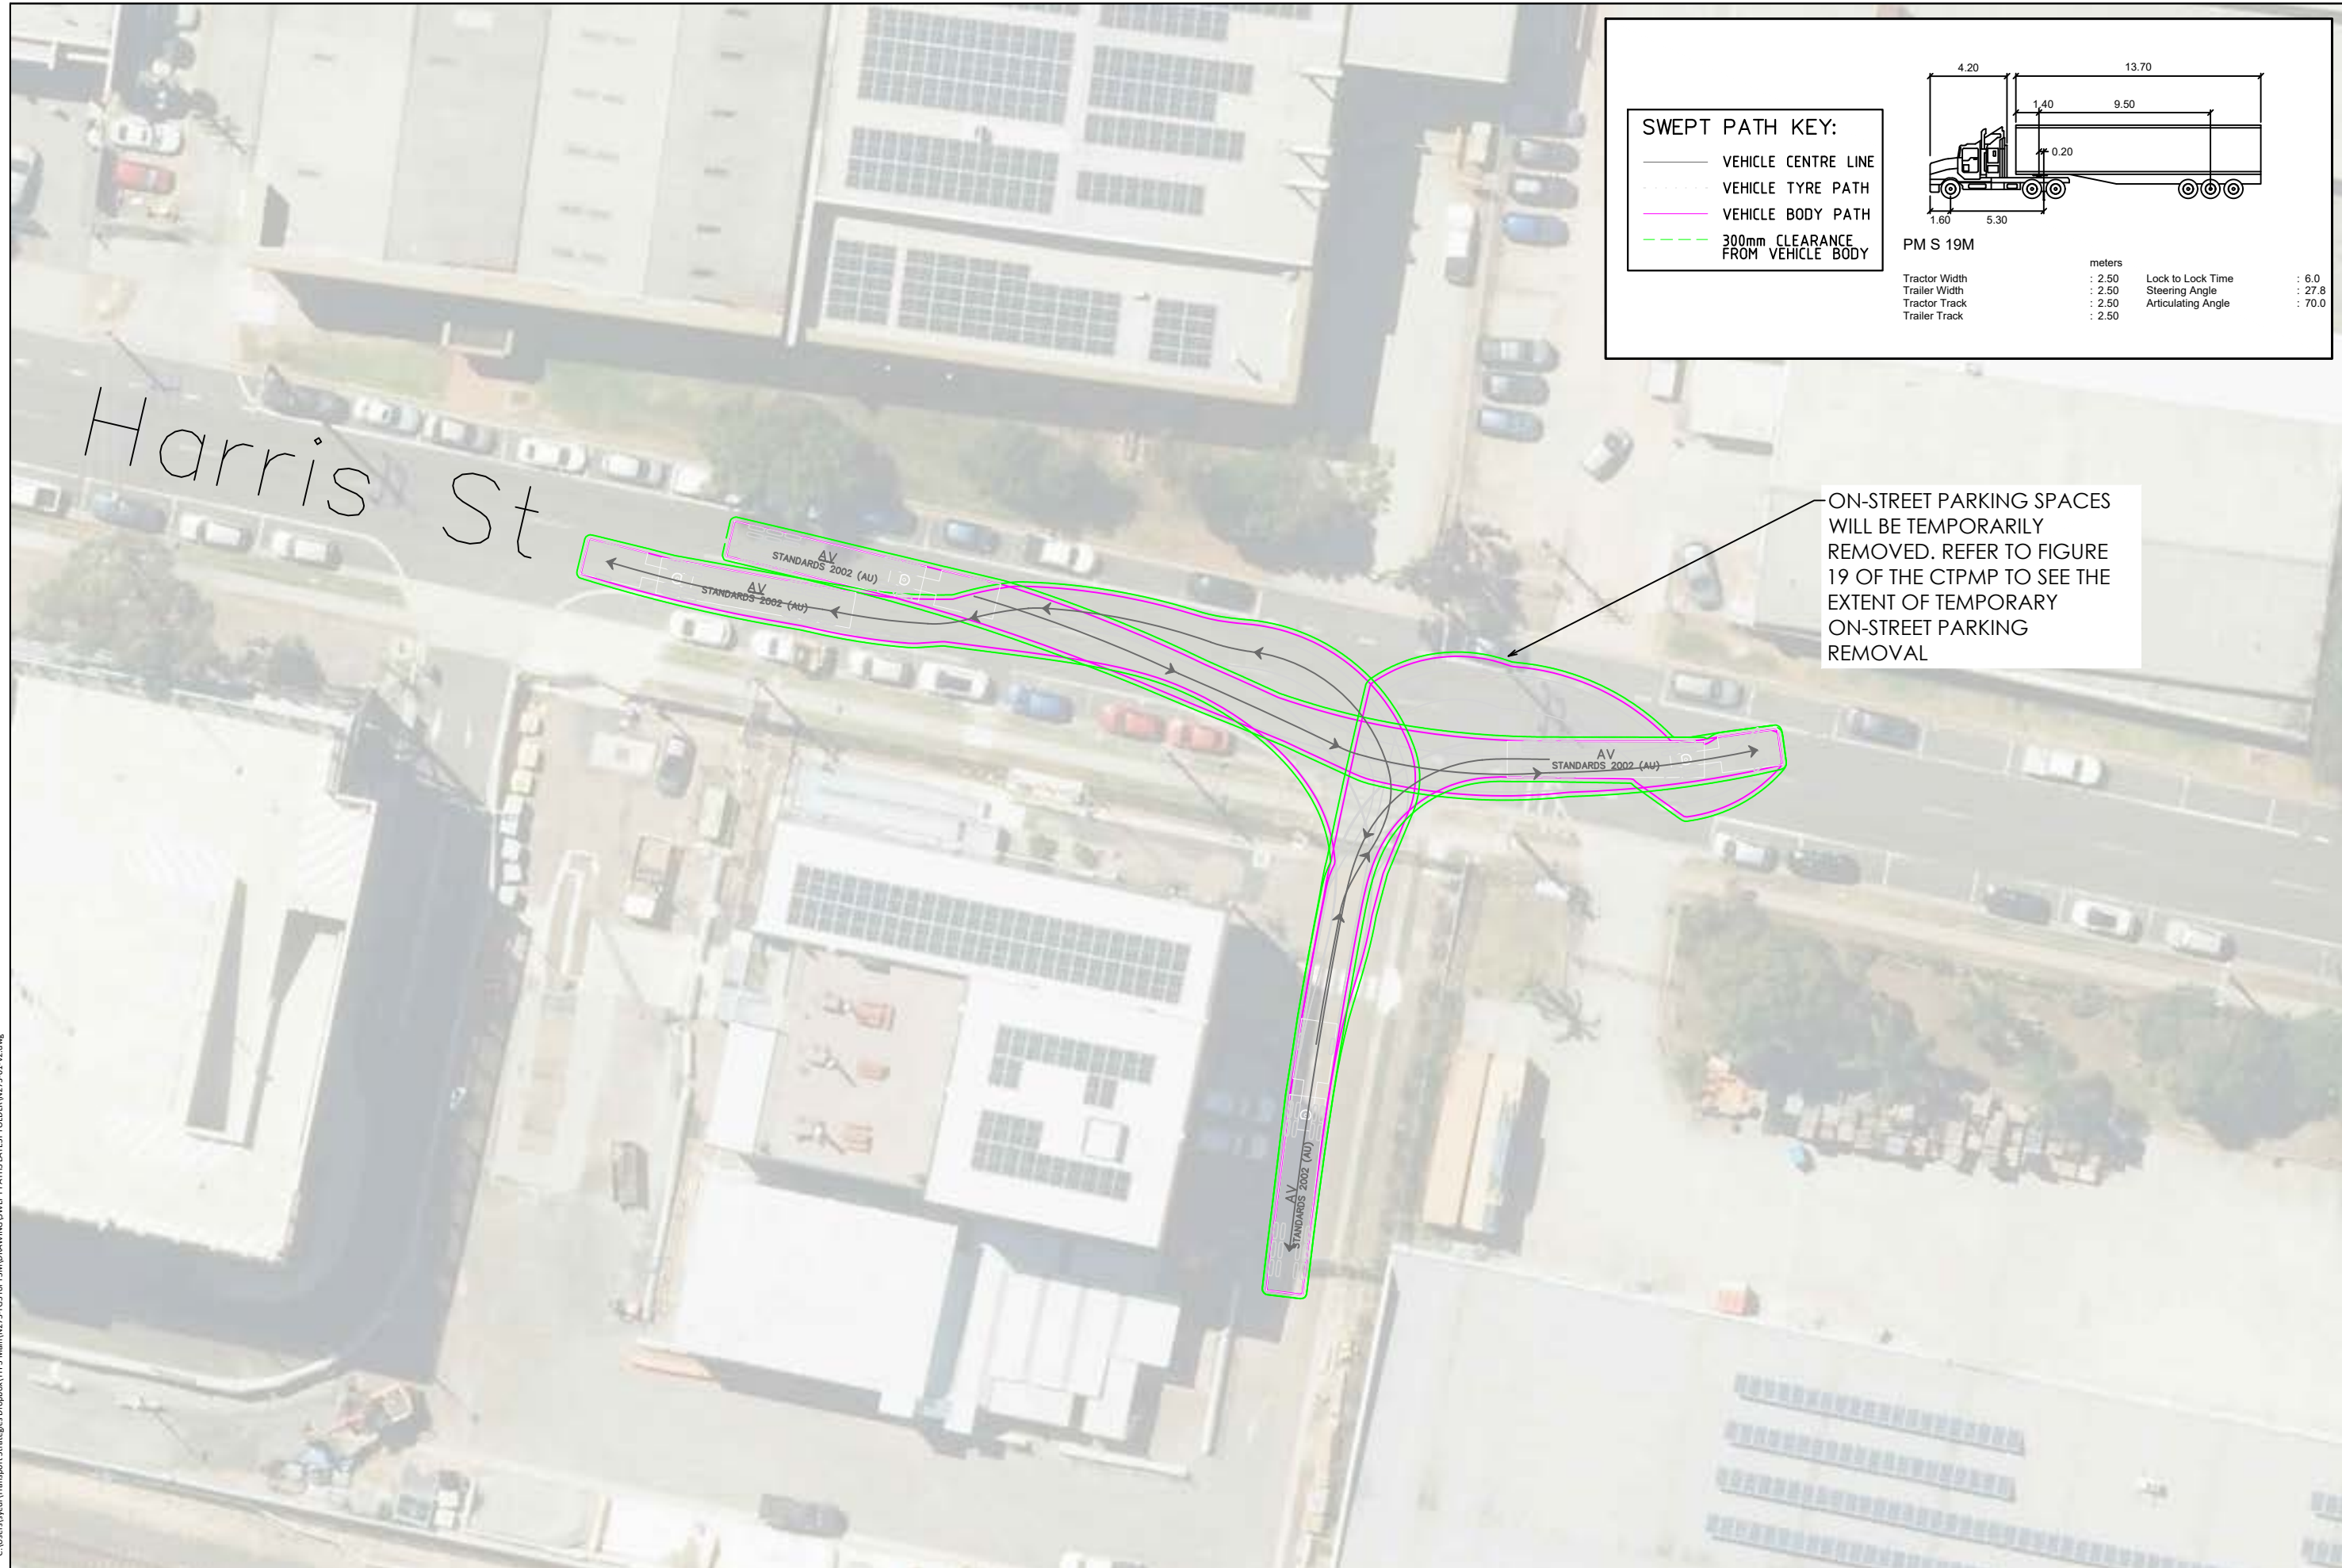 Harris St
SWEPT PATH KEY:
VEHICLE CENTRE LINE
VEHICLE TYRE PATH
VEHICLE BODY PATH
300mm CLEARANCE
FROM VEHICLE BODY
4.20
13.70
1.40
9.50
0.20
1.60
5.30
PM S 19M
meters
Tractor Width : 2.50 Lock to Lock Time : 6.0
Trailer Width : 2.50 Steering Angle : 27.8
Tractor Track : 2.50 Articulating Angle : 70.0
Trailer Track : 2.50
ON-STREET PARKING SPACES
WILL BE TEMPORARILY
REMOVED. REFER TO FIGURE
19 OF THE CTPMP TO SEE THE
EXTENT OF TEMPORARY
ON-STREET PARKING
REMOVAL
AV
STANDARDS 2002 (AU)
AV
STANDARDS 2002 (AU)
AV
STANDARDS 2002 (AU)
AV
STANDARDS 2002 (AU)